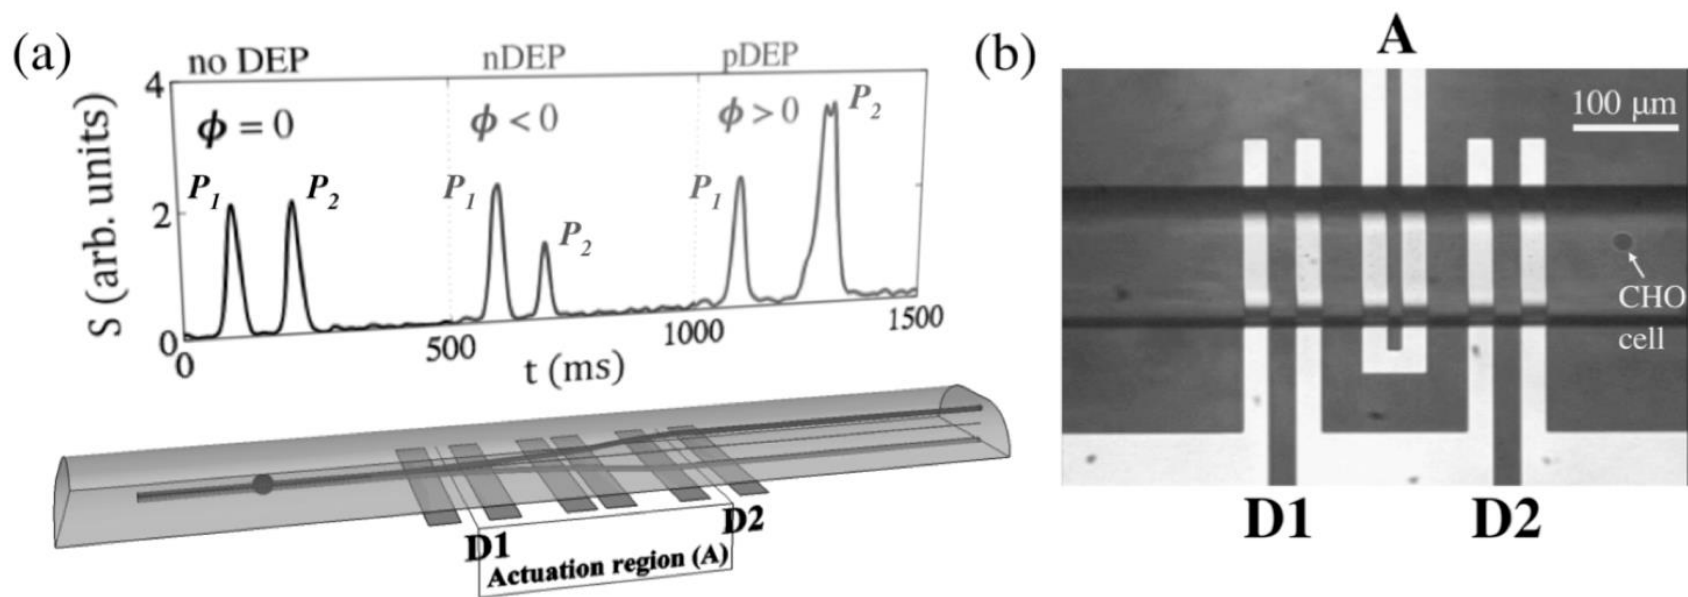 (a)
no DEP nDEP pDEP
ϕ = 0 ϕ < 0 ϕ > 0
P1 P2 P1 P2 P1 P2
S (arb. units)
4
2
0
0 500 1000 1500
t (ms)
D1 D2
Actuation region (A)
(b)
A
100 μm
CHO
cell
D1 D2